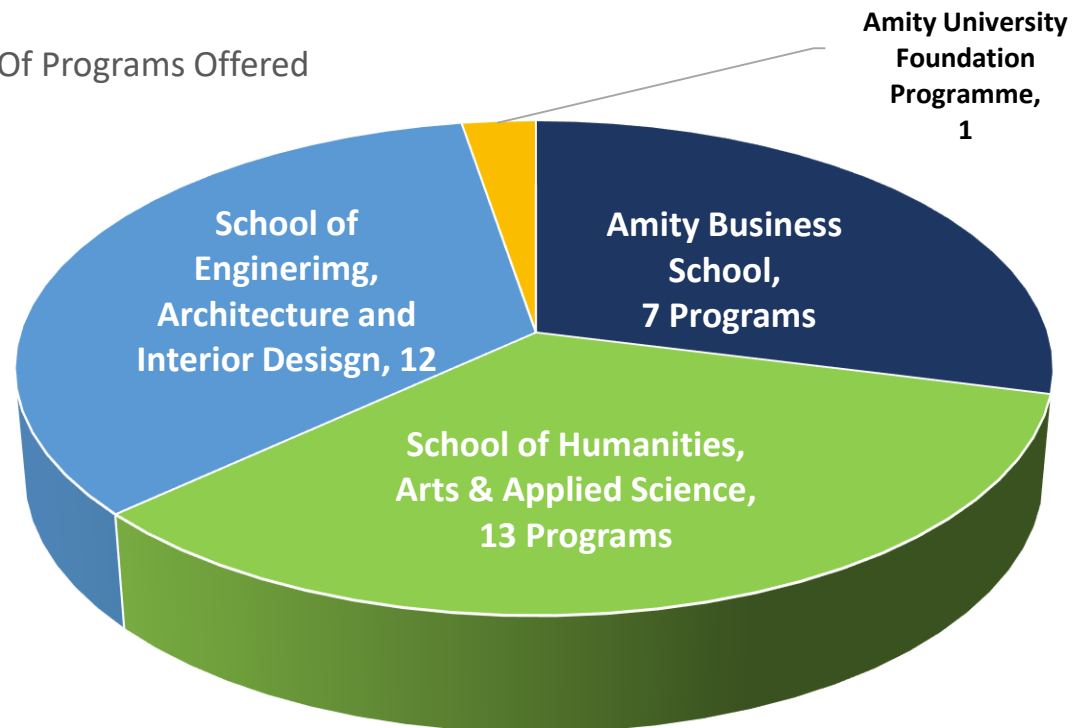 Of Programs Offered
Amity University
Foundation
Programme,
1
School of
Enginerimg,
Architecture and
Interior Desisgn, 12
Amity Business
School,
7 Programs
School of Humanities,
Arts & Applied Science,
13 Programs